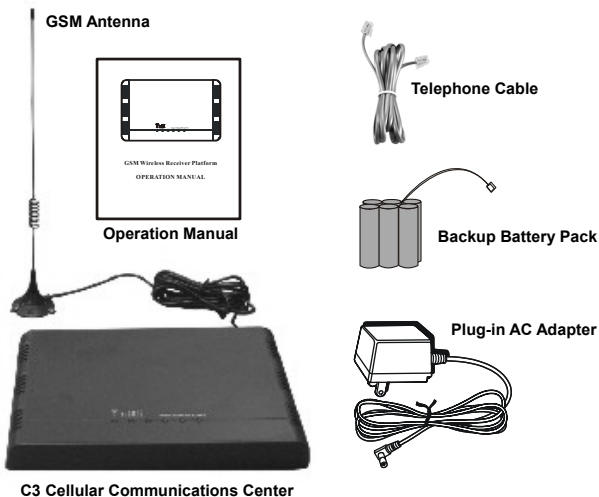 GSM Antenna
GSM Wireless Receiver Platform
OPERATION MANUAL
Operation Manual
Telephone Cable
Backup Battery Pack
Plug-in AC Adapter
C3 Cellular Communications Center